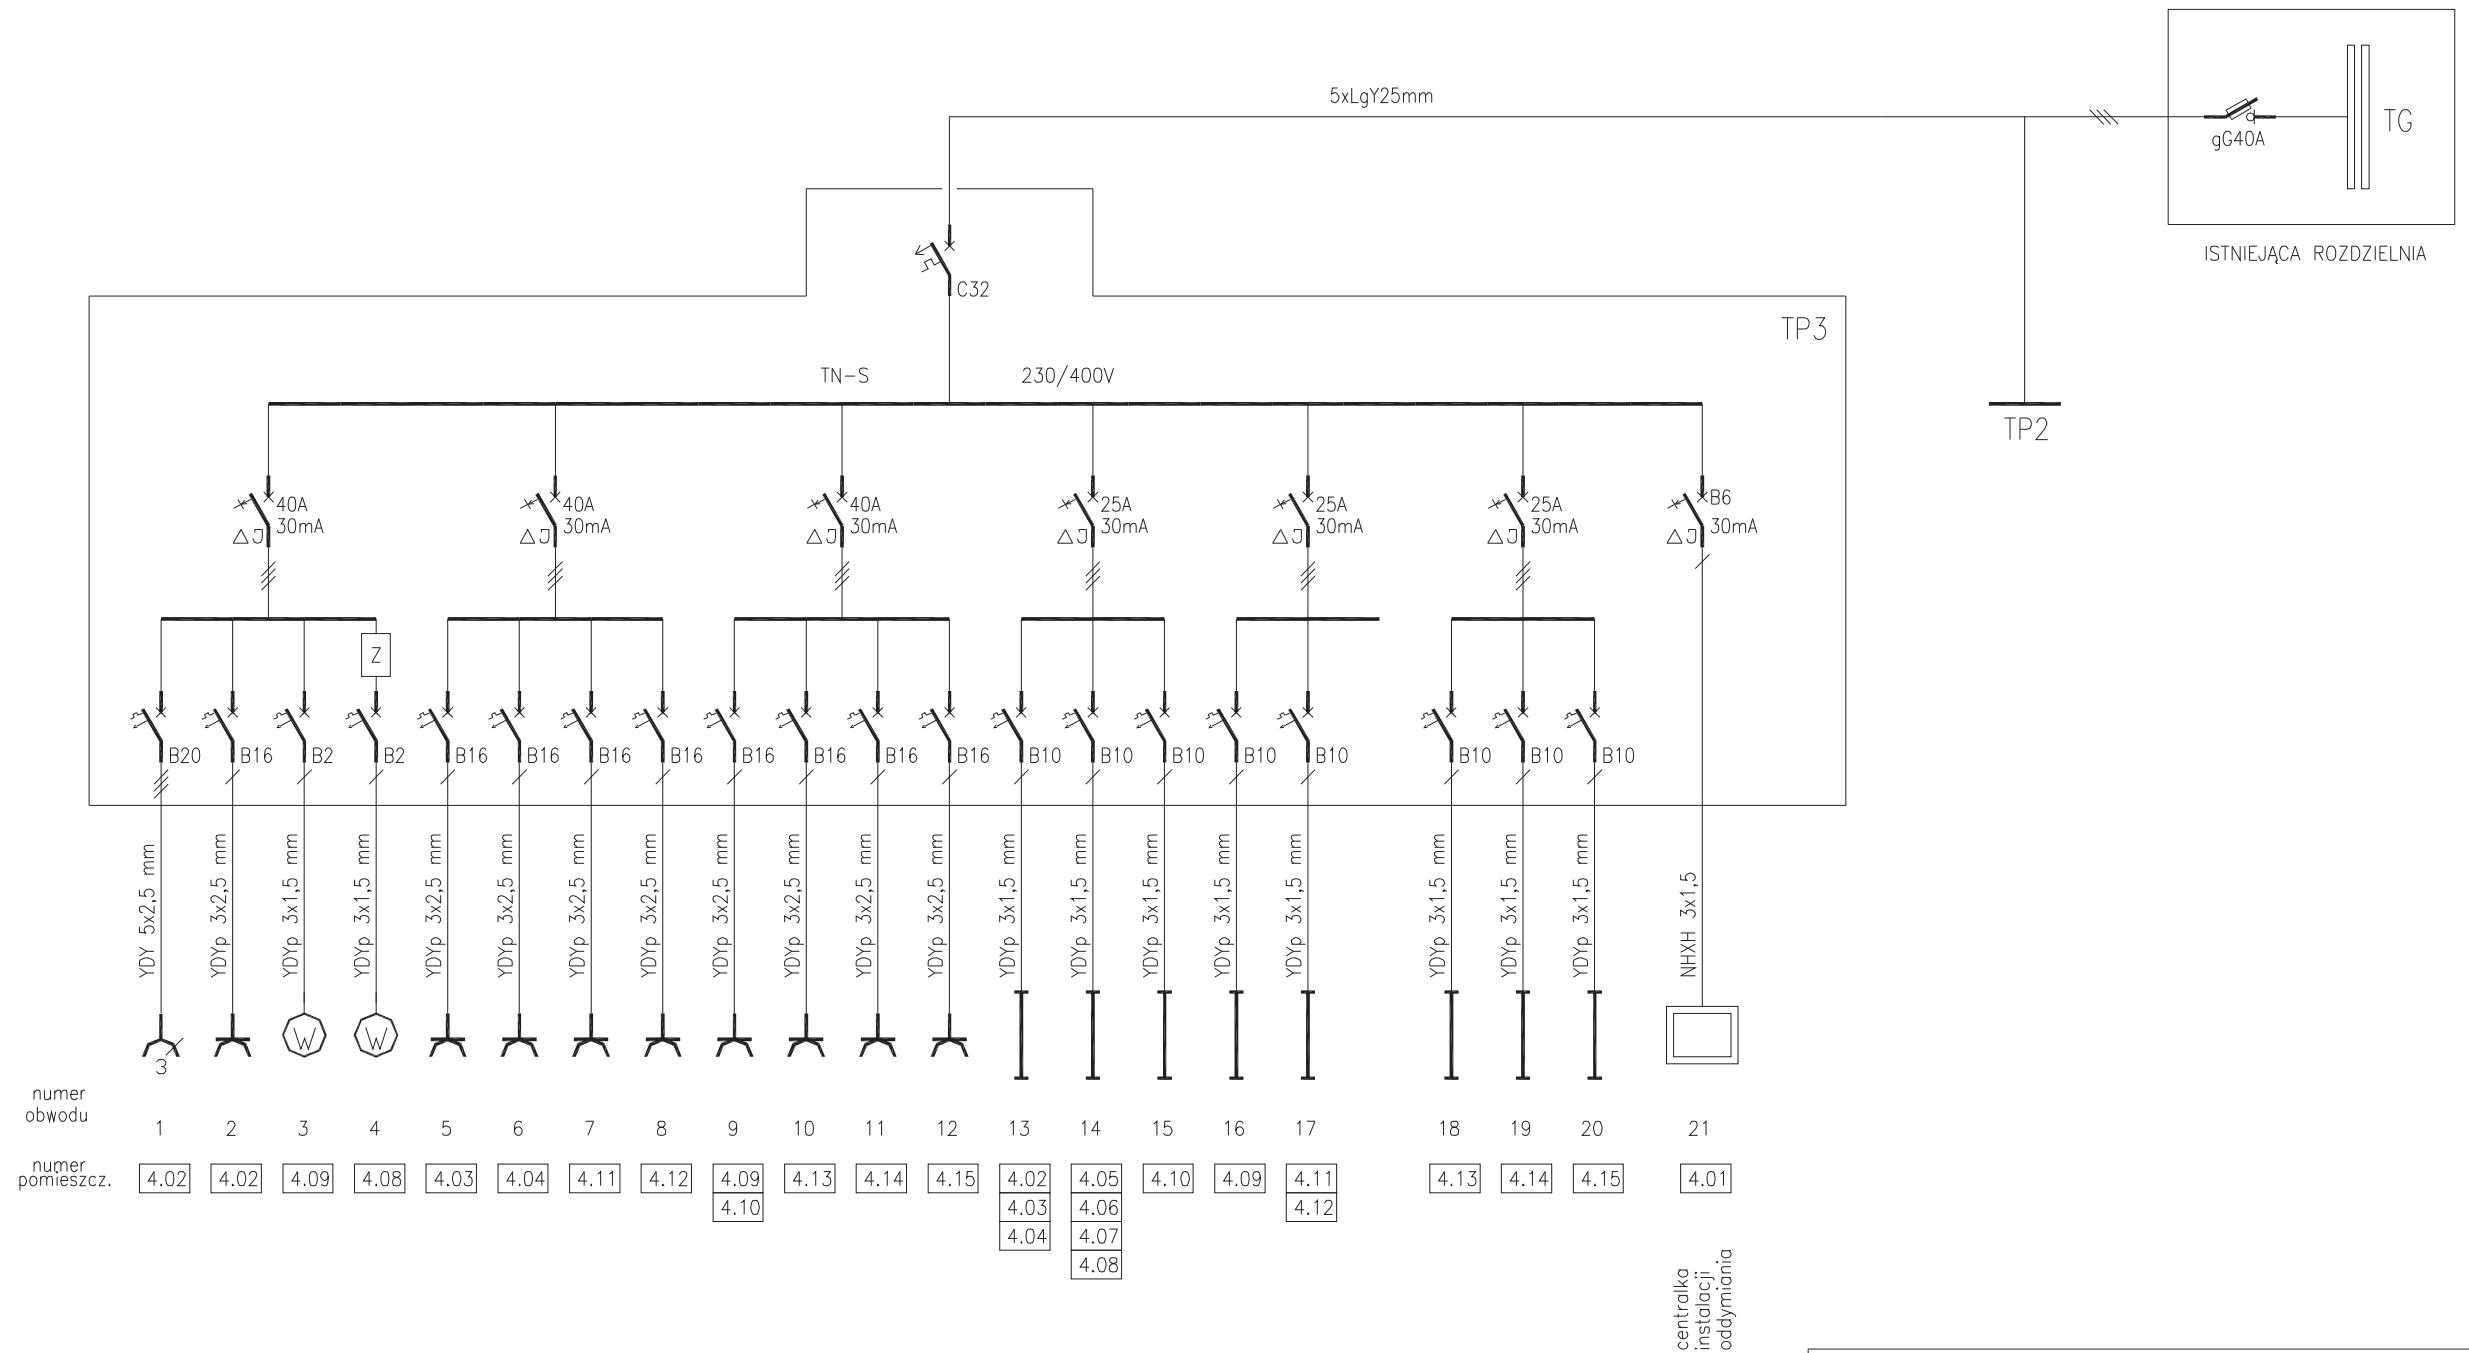 5xLgY25mm
TG
gG40A
ISTNIEJĄCA ROZDZIELNIA
C32
TP3
TN-S 230/400V
TP2
40A 40A 40A 25A 25A 25A B6
30mA 30mA 30mA 30mA 30mA 30mA 30mA
△J △J △J △J △J △J △J
Z
B20 B16 B2 B2 B16 B16 B16 B16 B16 B16 B16 B16 B10 B10 B10 B10 B10 B10 B10 B10
YDY 5x2,5 mm
YDYp 3x2,5 mm
YDYp 3x1,5 mm
YDYp 3x1,5 mm
YDYp 3x2,5 mm
YDYp 3x2,5 mm
YDYp 3x2,5 mm
YDYp 3x2,5 mm
YDYp 3x2,5 mm
YDYp 3x2,5 mm
YDYp 3x2,5 mm
YDYp 3x2,5 mm
YDYp 3x1,5 mm
YDYp 3x1,5 mm
YDYp 3x1,5 mm
YDYp 3x1,5 mm
YDYp 3x1,5 mm
YDYp 3x1,5 mm
YDYp 3x1,5 mm
YDYp 3x1,5 mm
NHXH 3x1,5
W W
3
numer
obwodu
1 2 3 4 5 6 7 8 9 10 11 12 13 14 15 16 17 18 19 20 21
numer
pomieszcz.
4.02 4.02 4.09 4.08 4.03 4.04 4.11 4.12 4.09 4.13 4.14 4.15 4.02 4.05 4.10 4.09 4.11 4.13 4.14 4.15 4.01
4.10 4.03 4.06 4.12
4.04 4.07
4.08
centralka
instalacji
oddymiania